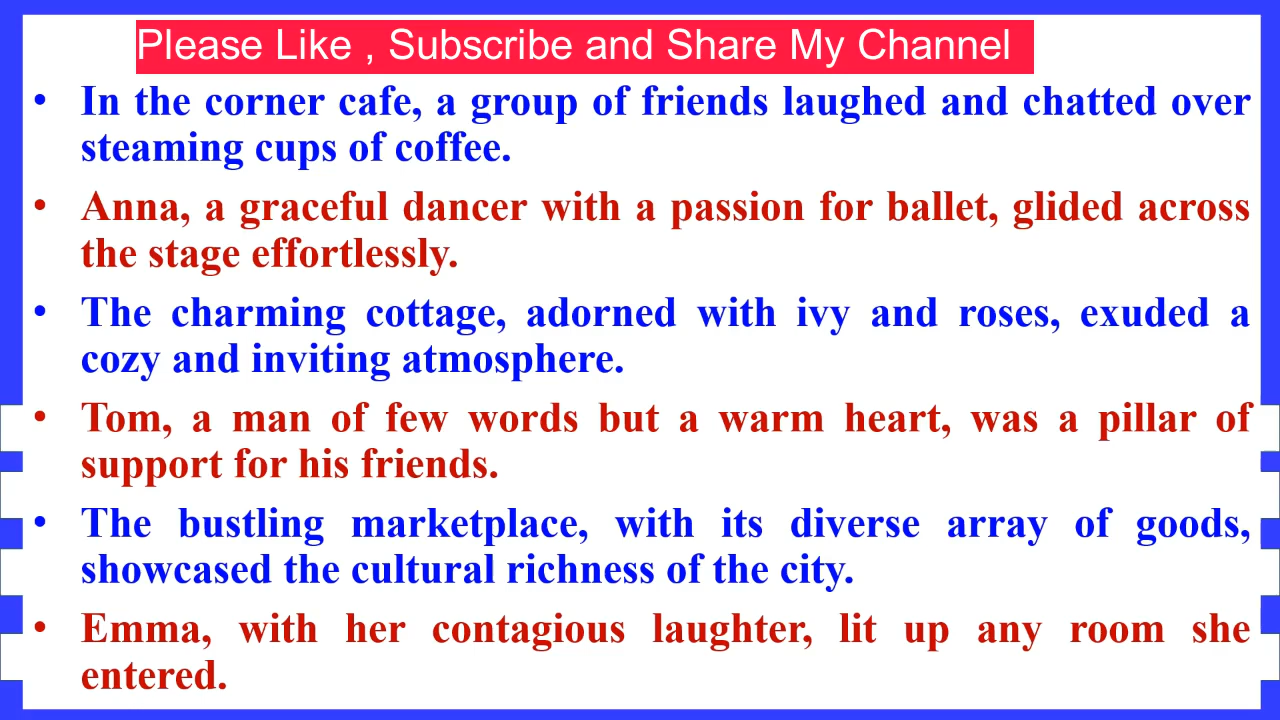 Please Like , Subscribe and Share My Channel
• In the corner cafe, a group of friends laughed and chatted over
steaming cups of coffee.
• Anna, a graceful dancer with a passion for ballet, glided across
the stage effortlessly.
• The charming cottage, adorned with ivy and roses, exuded a
cozy and inviting atmosphere.
• Tom, a man of few words but a warm heart, was a pillar of
support for his friends.
• The bustling marketplace, with its diverse array of goods,
showcased the cultural richness of the city.
• Emma, with her contagious laughter, lit up any room she
entered.